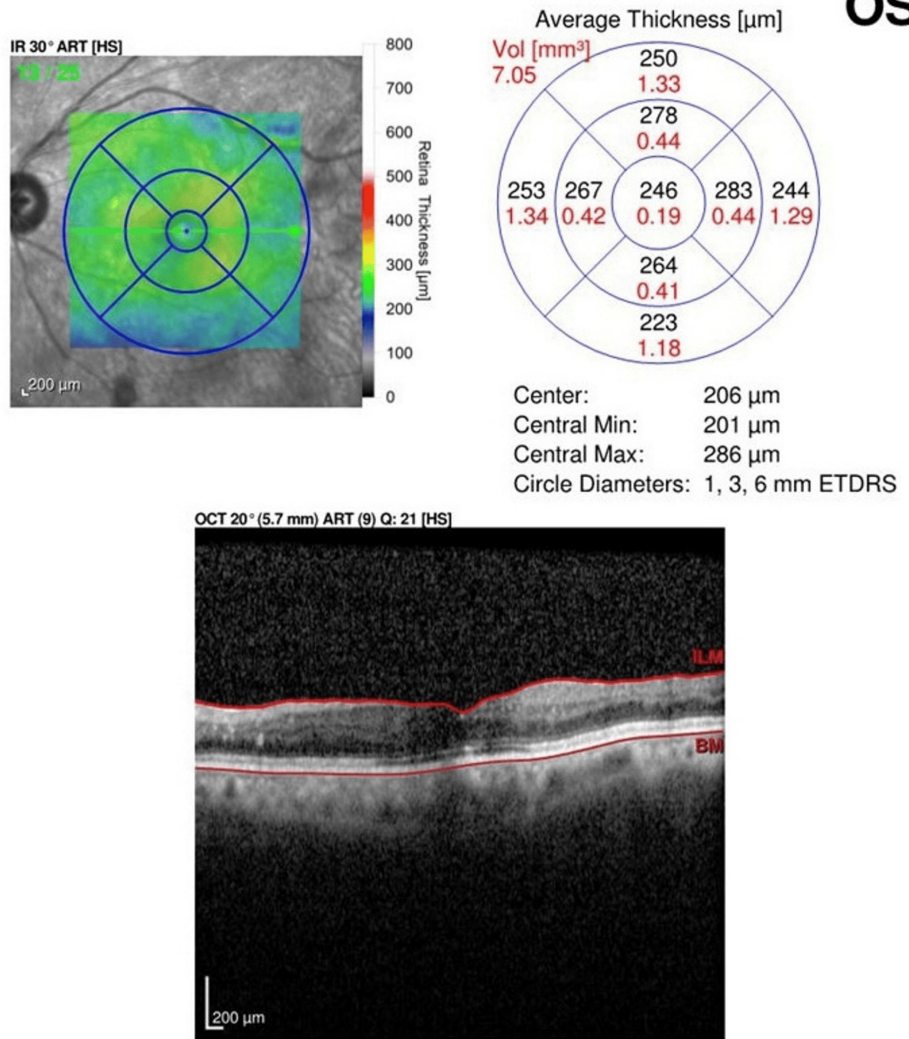 OS
IR 30° ART [HS]
13 / 25
200 µm
800
700
600
500
400
300
200
100
0
Retina Thickness [µm]
Average Thickness [µm]
Vol [mm³]
7.05
250
1.33
278
0.44
253 267 246 283 244
1.34 0.42 0.19 0.44 1.29
264
0.41
223
1.18
Center: 206 µm
Central Min: 201 µm
Central Max: 286 µm
Circle Diameters: 1, 3, 6 mm ETDRS
OCT 20° (5.7 mm) ART (9) Q: 21 [HS]
ILM
BM
200 µm